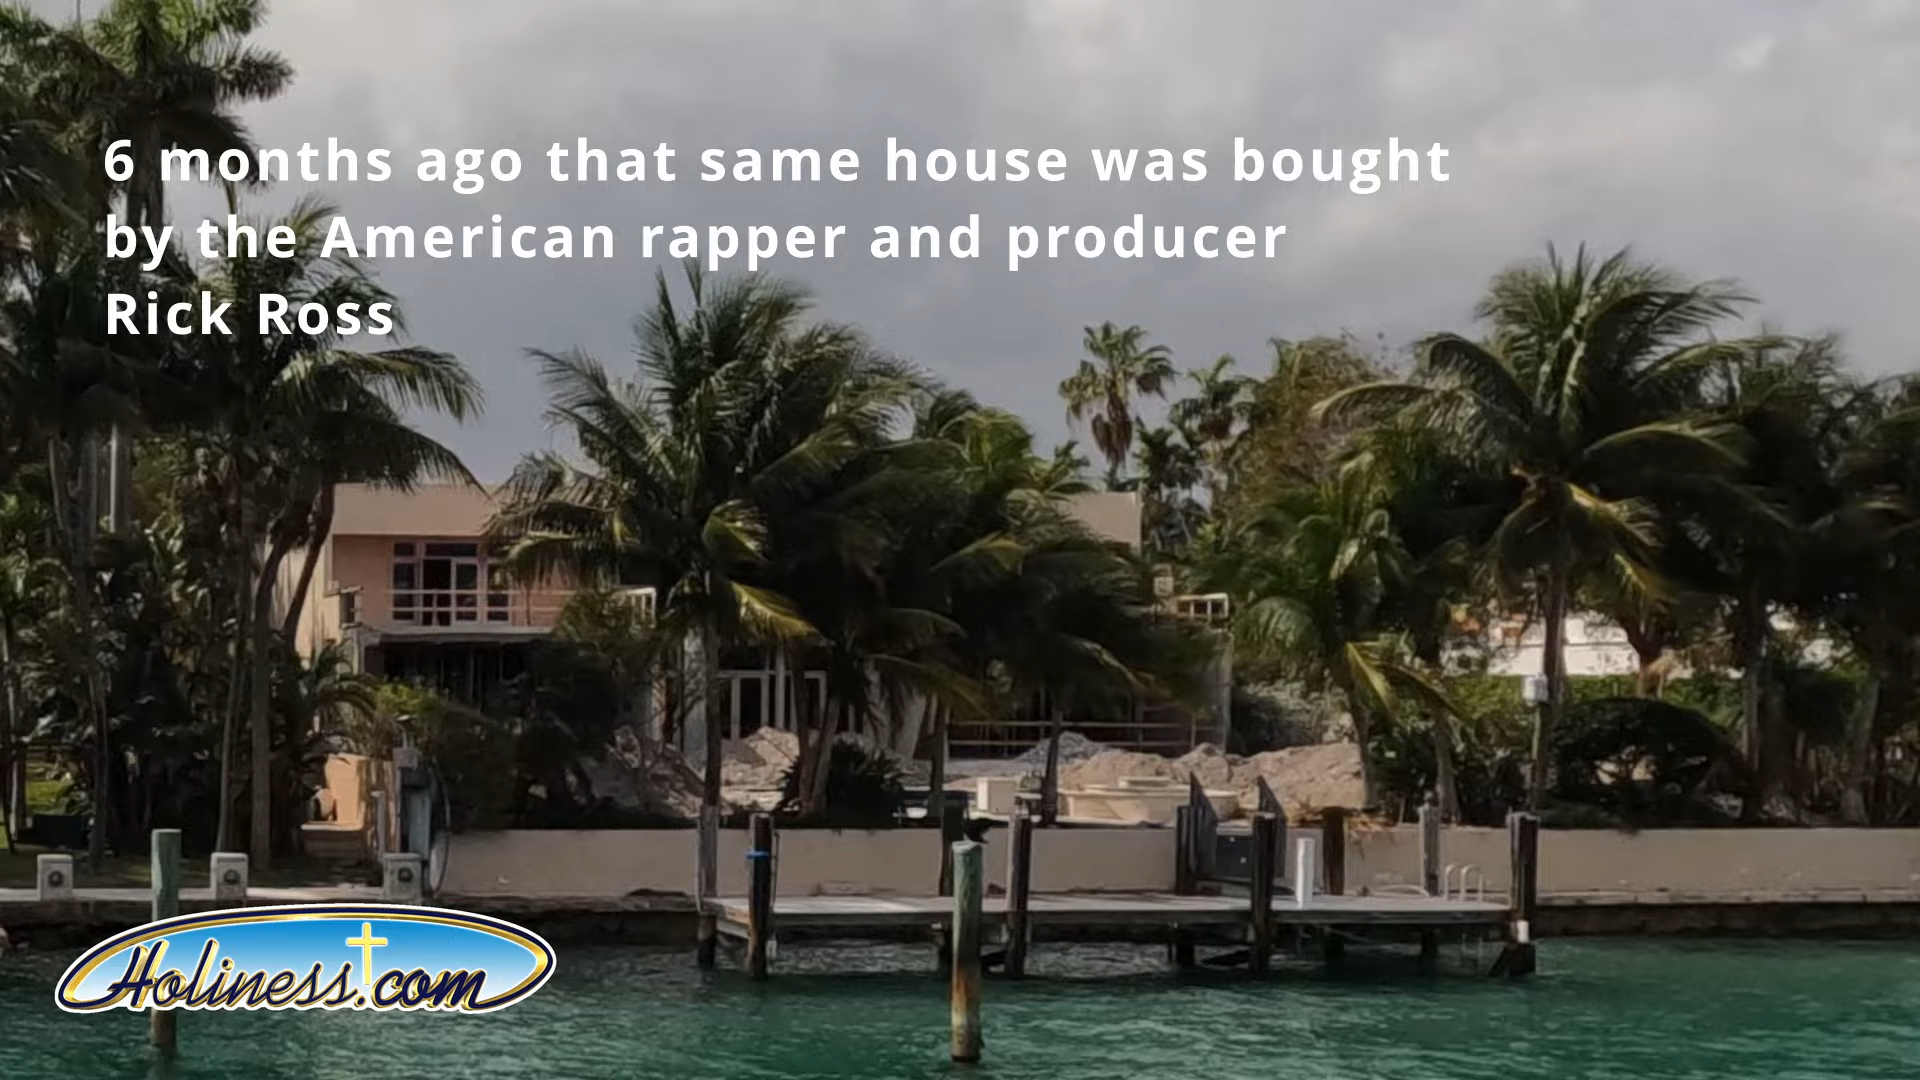 6 months ago that same house was bought
by the American rapper and producer
Rick Ross
Holiness.com